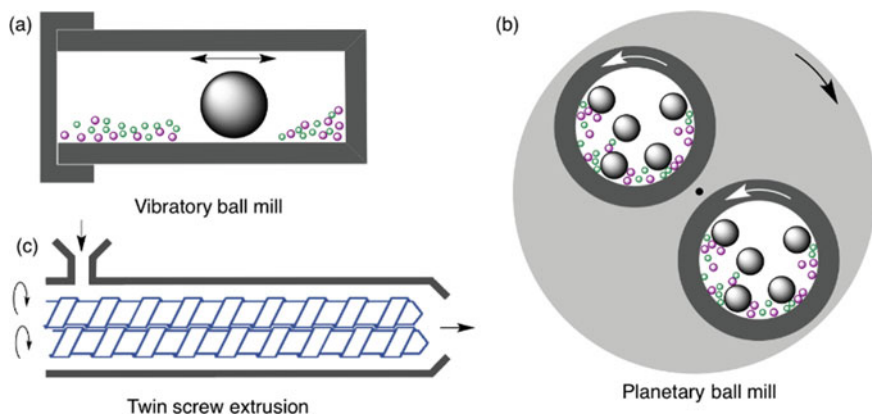 (a)
Vibratory ball mill
(b)
Planetary ball mill
(c)
Twin screw extrusion